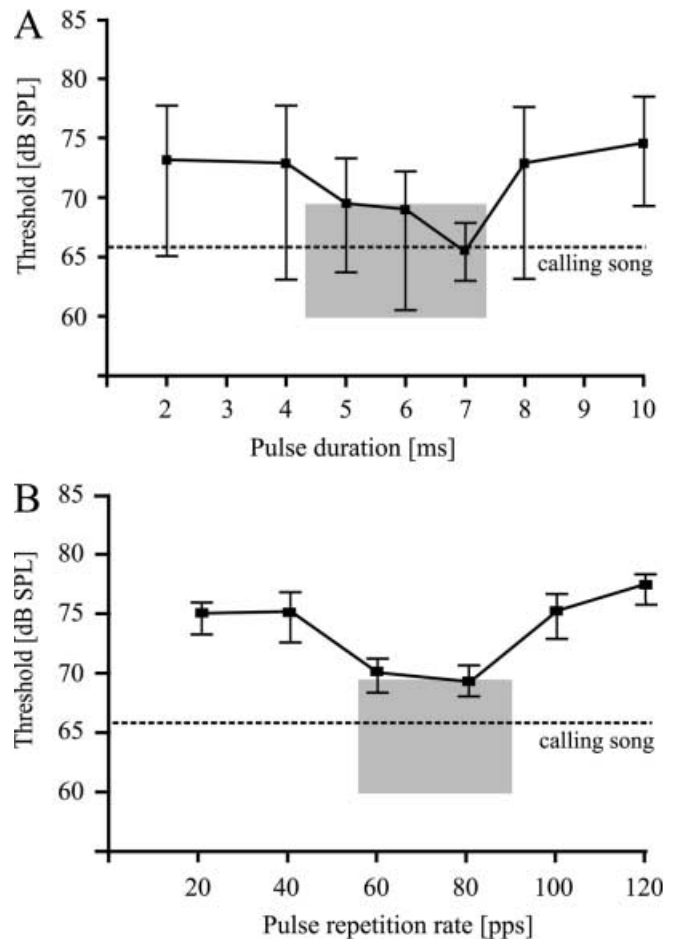 A
Threshold [dB SPL]
85
80
75
70
65
60
calling song
2 3 4 5 6 7 8 9 10
Pulse duration [ms]
B
Threshold [dB SPL]
85
80
75
70
65
60
calling song
20 40 60 80 100 120
Pulse repetition rate [pps]